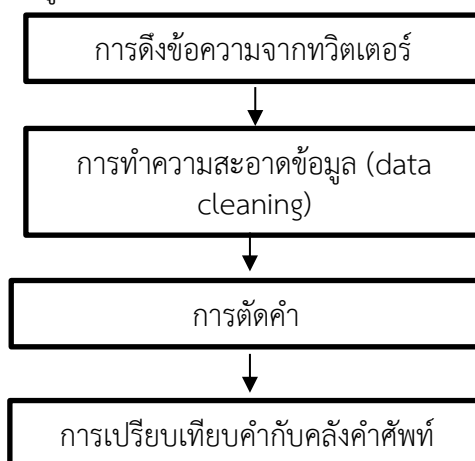 การดึงข้อความจากทวิตเตอร์
การทำความสะอาดข้อมูล (data
cleaning)
การตัดคำ
การเปรียบเทียบคำกับคลังคำศัพท์